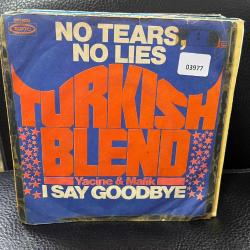 NO TEARS,
NO LIES
03977
TURKISH
BLEND
Yacine & Malik
I SAY GOODBYE